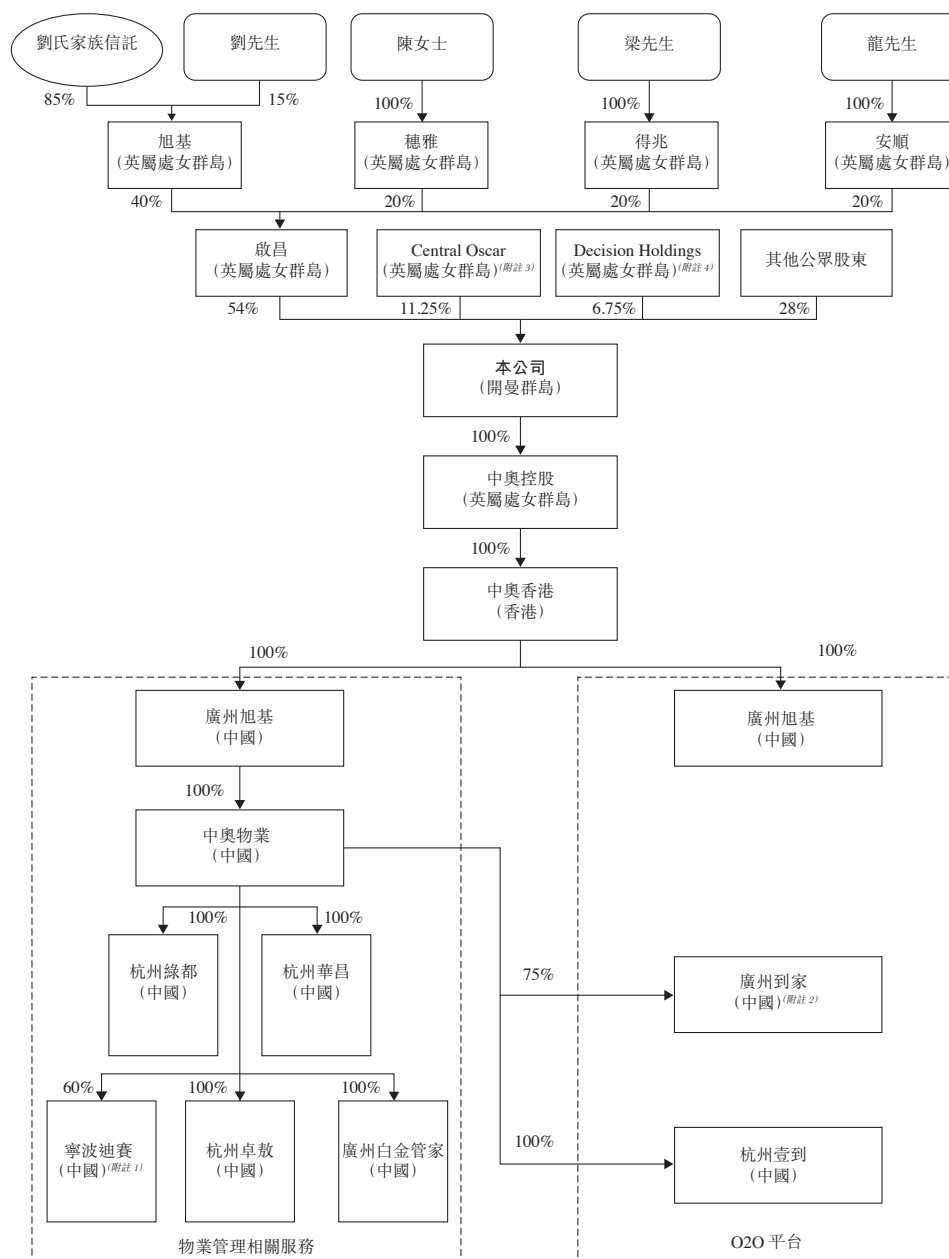 劉氏家族信託
劉先生
陳女士
梁先生
龍先生
85%
15%
100%
100%
100%
旭基
(英屬處女群島)
穗雅
(英屬處女群島)
得兆
(英屬處女群島)
安順
(英屬處女群島)
40%
20%
20%
20%
啟昌
(英屬處女群島)
Central Oscar
(英屬處女群島)(附註 3)
Decision Holdings
(英屬處女群島)(附註 4)
其他公眾股東
54%
11.25%
6.75%
28%
本公司
(開曼群島)
100%
中奧控股
(英屬處女群島)
100%
中奧香港
(香港)
100%
100%
廣州旭基
(中國)
廣州旭基
(中國)
100%
中奧物業
(中國)
100%
100%
杭州綠都
(中國)
杭州華昌
(中國)
75%
廣州到家
(中國)(附註 2)
60%
100%
100%
寧波迪賽
(中國)(附註 1)
杭州卓敖
(中國)
廣州白金管家
(中國)
100%
杭州壹到
(中國)
物業管理相關服務
O2O 平台